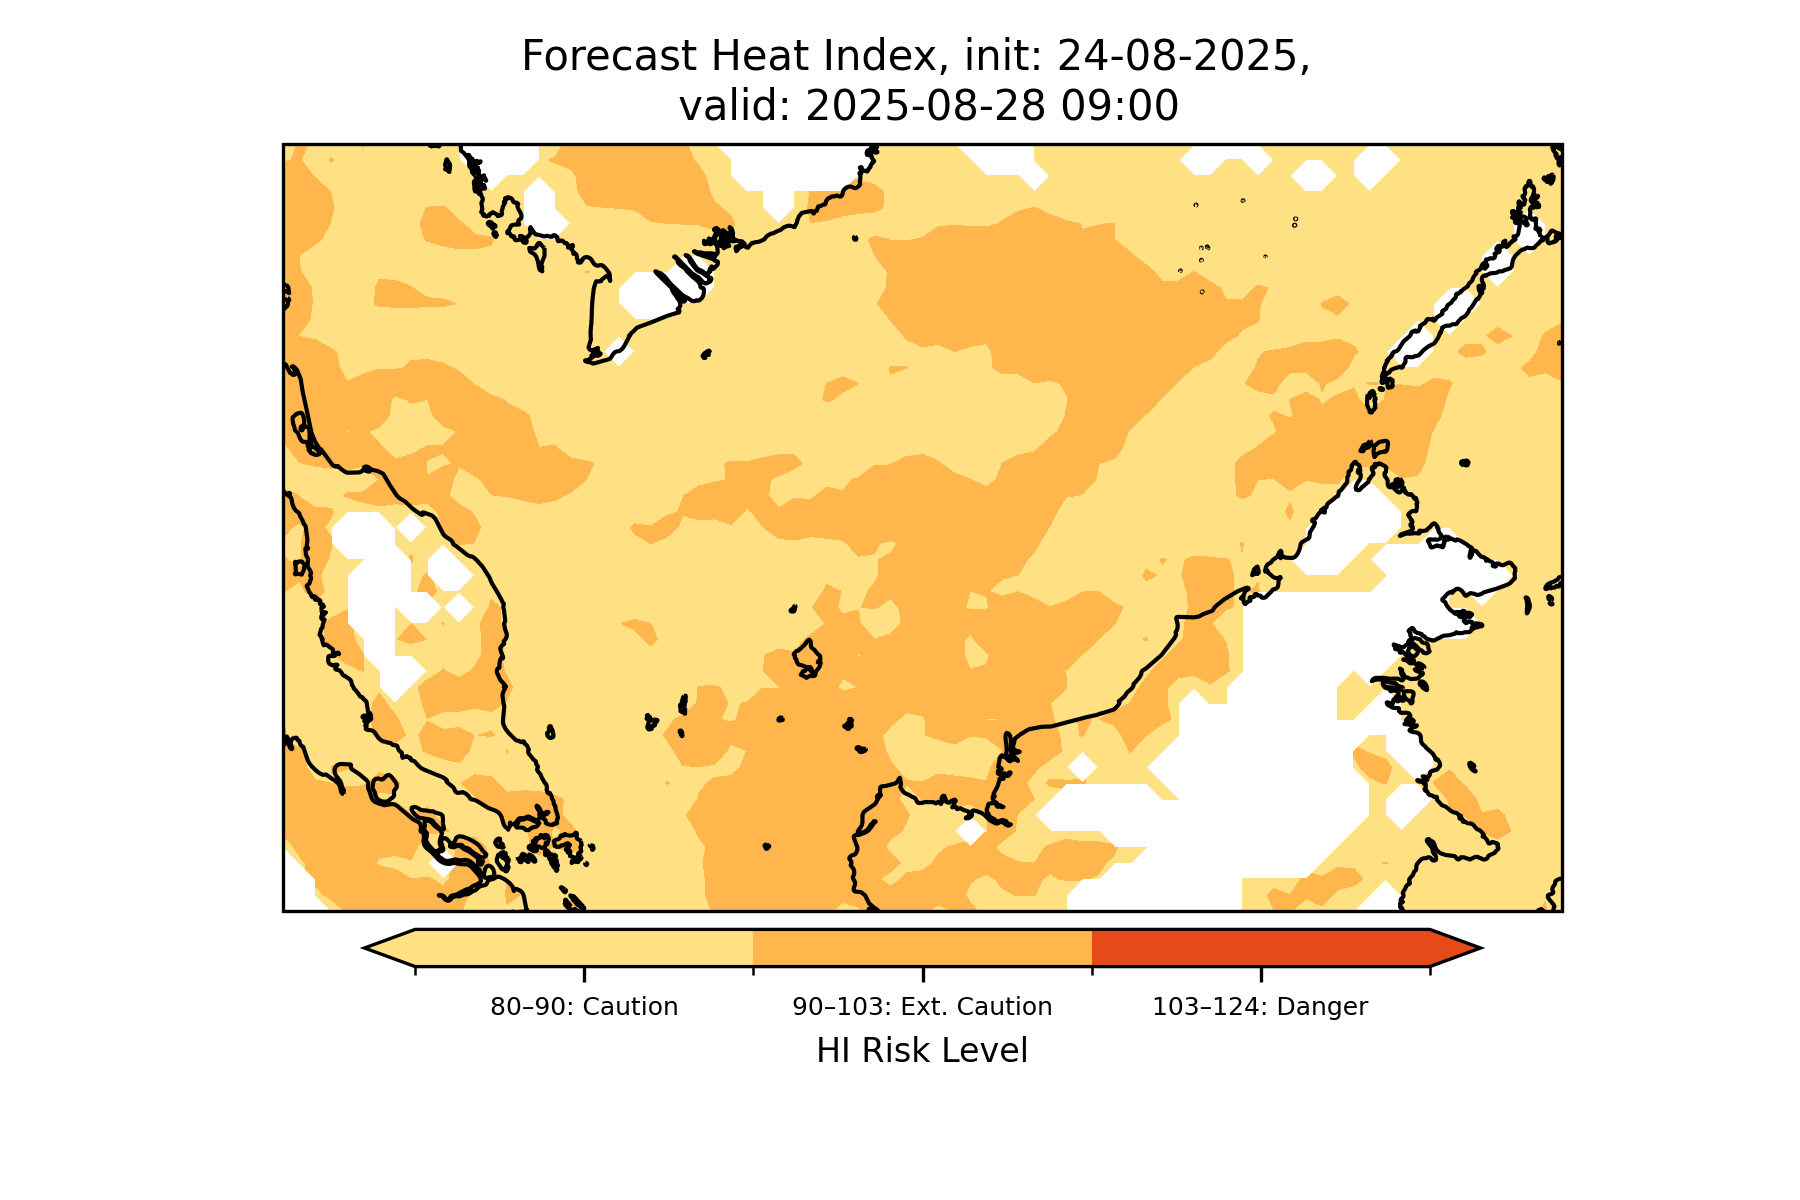 Forecast Heat Index, init: 24-08-2025,
valid: 2025-08-28 09:00
80–90: Caution
90–103: Ext. Caution
103–124: Danger
HI Risk Level